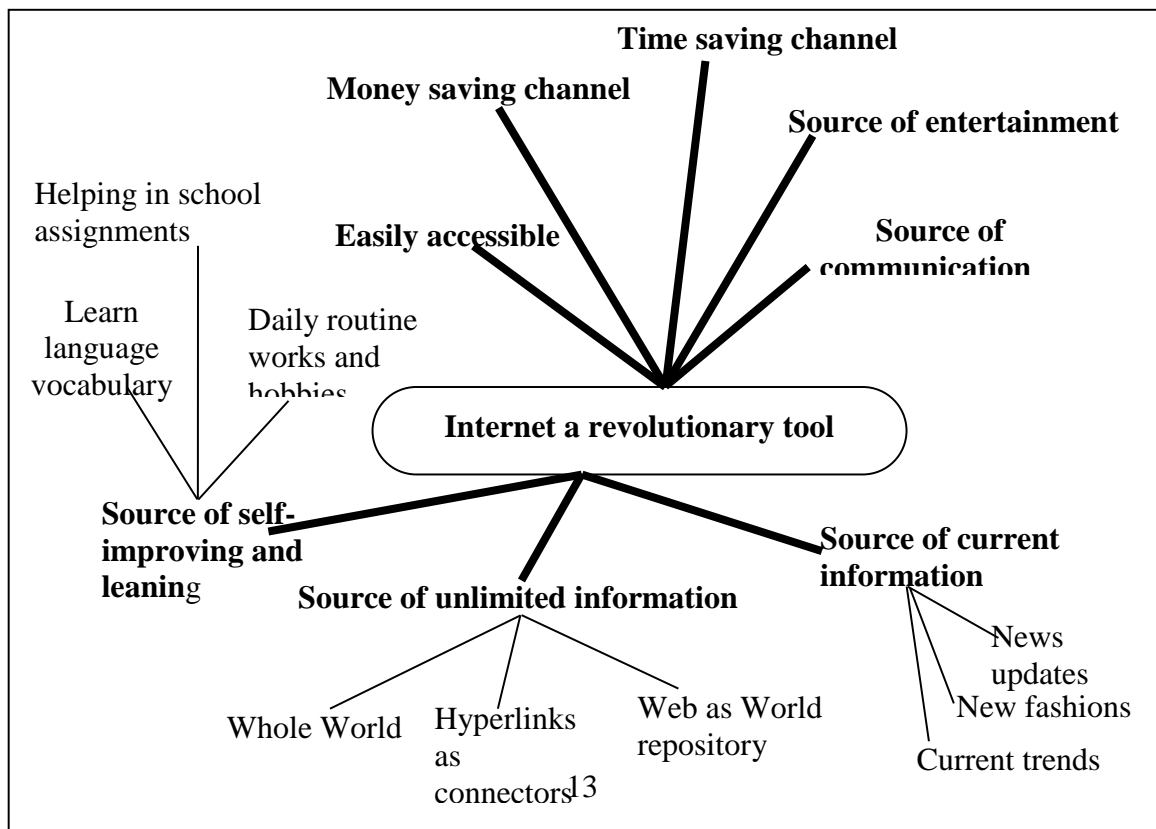 Time saving channel
Money saving channel
Source of entertainment
Helping in school
assignments
Easily accessible
Source of
communication
Learn
language
vocabulary
Daily routine
works and
hobbies
Internet a revolutionary tool
Source of self-
improving and
leaning
Source of current
information
Source of unlimited information
News
updates
New fashions
Current trends
Whole World
Hyperlinks
as
connectors
Web as World
repository
13